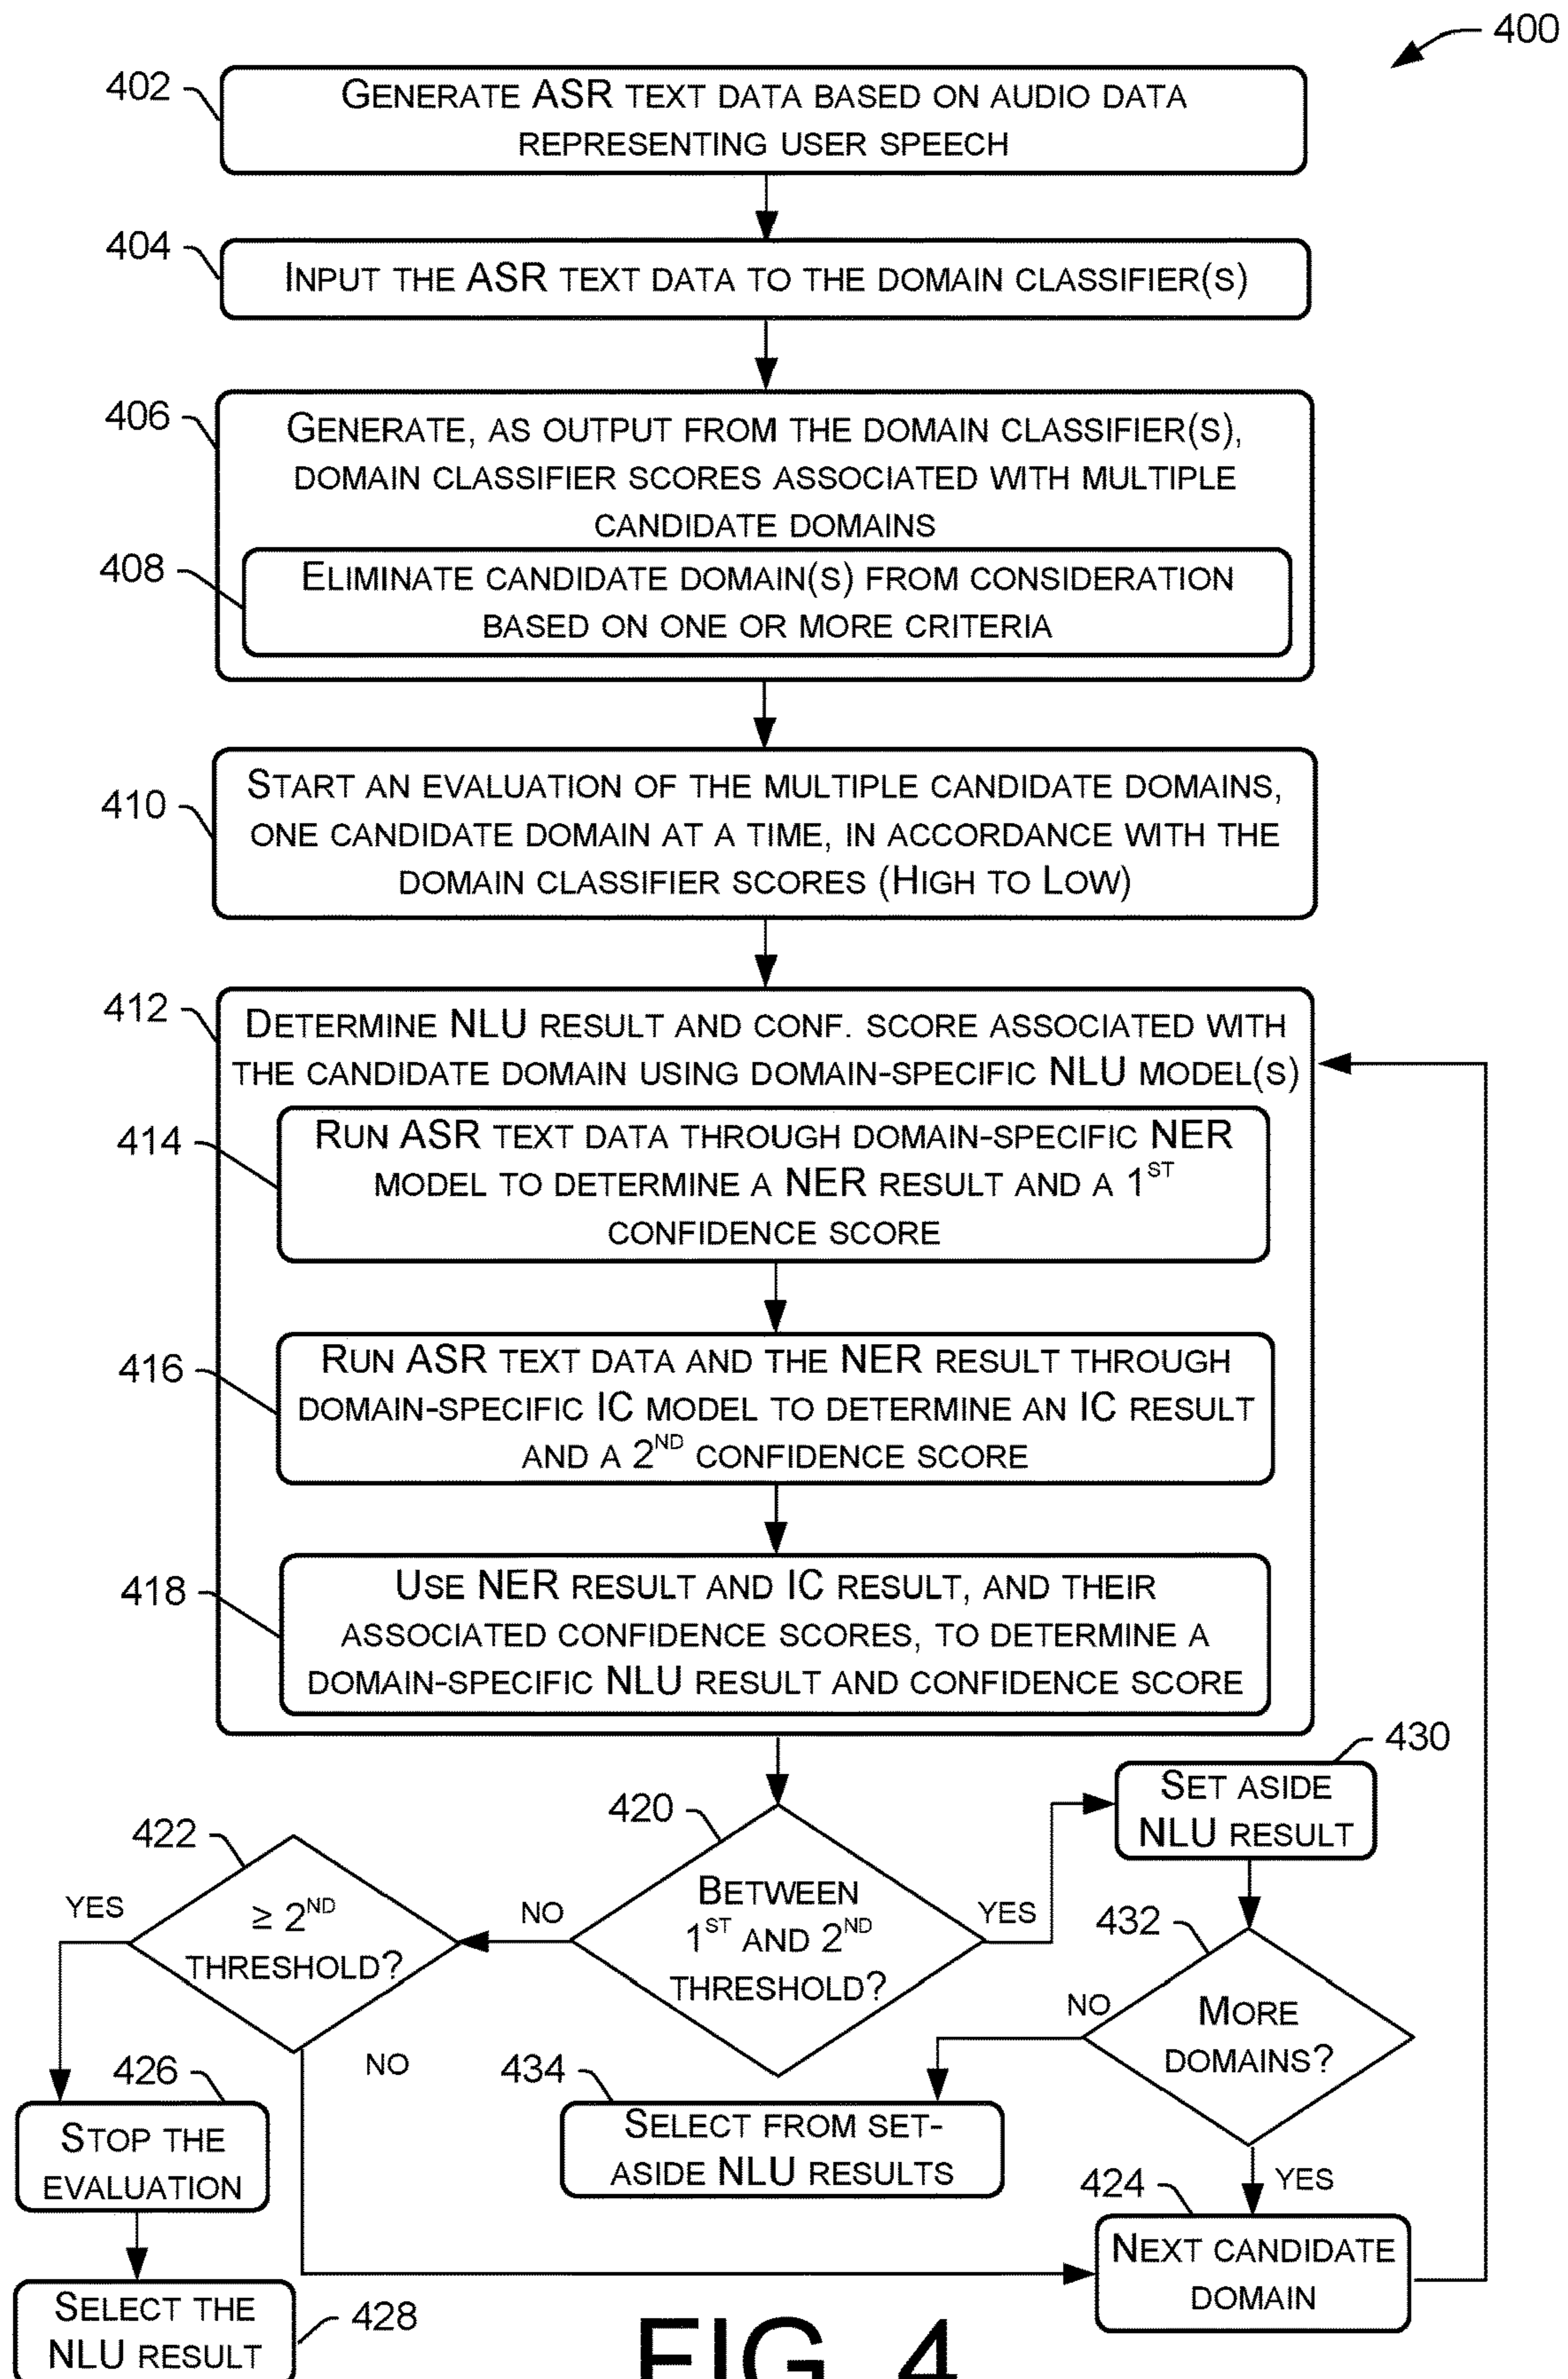 400
402
GENERATE ASR TEXT DATA BASED ON AUDIO DATA
REPRESENTING USER SPEECH
404
INPUT THE ASR TEXT DATA TO THE DOMAIN CLASSIFIER(S)
406
GENERATE, AS OUTPUT FROM THE DOMAIN CLASSIFIER(S),
DOMAIN CLASSIFIER SCORES ASSOCIATED WITH MULTIPLE
CANDIDATE DOMAINS
408
ELIMINATE CANDIDATE DOMAIN(S) FROM CONSIDERATION
BASED ON ONE OR MORE CRITERIA
410
START AN EVALUATION OF THE MULTIPLE CANDIDATE DOMAINS,
ONE CANDIDATE DOMAIN AT A TIME, IN ACCORDANCE WITH THE
DOMAIN CLASSIFIER SCORES (HIGH TO LOW)
412
DETERMINE NLU RESULT AND CONF. SCORE ASSOCIATED WITH
THE CANDIDATE DOMAIN USING DOMAIN-SPECIFIC NLU MODEL(S)
414
RUN ASR TEXT DATA THROUGH DOMAIN-SPECIFIC NER
MODEL TO DETERMINE A NER RESULT AND A 1ST
CONFIDENCE SCORE
416
RUN ASR TEXT DATA AND THE NER RESULT THROUGH
DOMAIN-SPECIFIC IC MODEL TO DETERMINE AN IC RESULT
AND A 2ND CONFIDENCE SCORE
418
USE NER RESULT AND IC RESULT, AND THEIR
ASSOCIATED CONFIDENCE SCORES, TO DETERMINE A
DOMAIN-SPECIFIC NLU RESULT AND CONFIDENCE SCORE
420
BETWEEN
1ST AND 2ND
THRESHOLD?
NO
YES
422
≥ 2ND
THRESHOLD?
YES
NO
426
STOP THE
EVALUATION
SELECT THE
NLU RESULT
428
430
SET ASIDE
NLU RESULT
432
MORE
DOMAINS?
NO
YES
434
SELECT FROM SET-
ASIDE NLU RESULTS
424
NEXT CANDIDATE
DOMAIN
FIG. 4